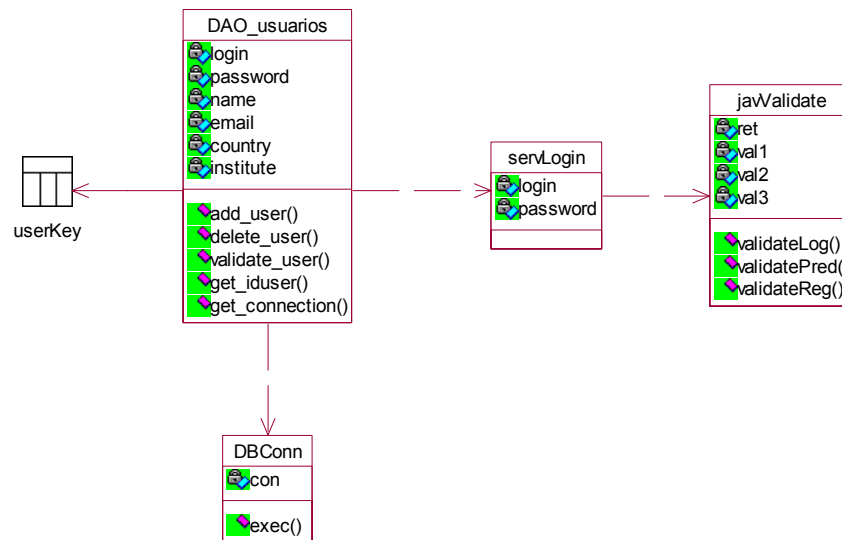 DAO_usuarios
login
password
name
email
country
institute
add_user()
delete_user()
validate_user()
get_iduser()
get_connection()
userKey
servLogin
login
password
javValidate
ret
val1
val2
val3
validateLog()
validatePred(
validateReg()
DBConn
con
exec()